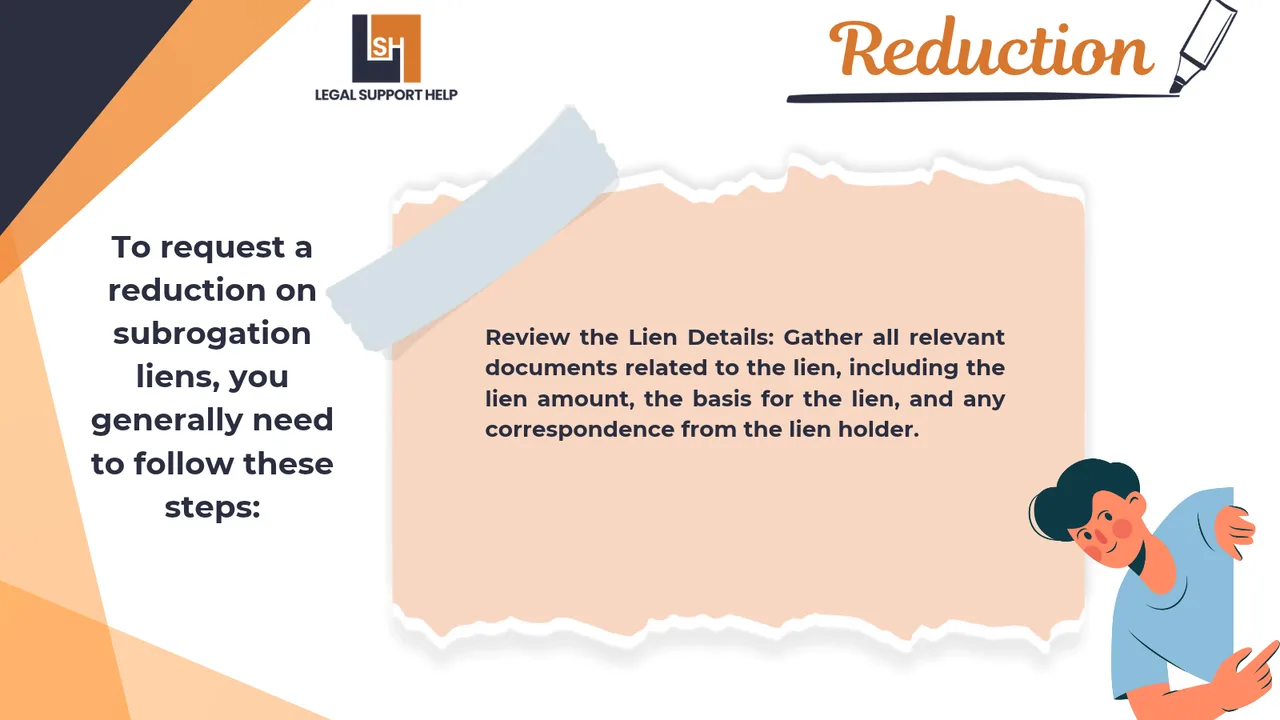 LSH
LEGAL SUPPORT HELP
Reduction
To request a
reduction on
subrogation
liens, you
generally need
to follow these
steps:
Review the Lien Details: Gather all relevant
documents related to the lien, including the
lien amount, the basis for the lien, and any
correspondence from the lien holder.